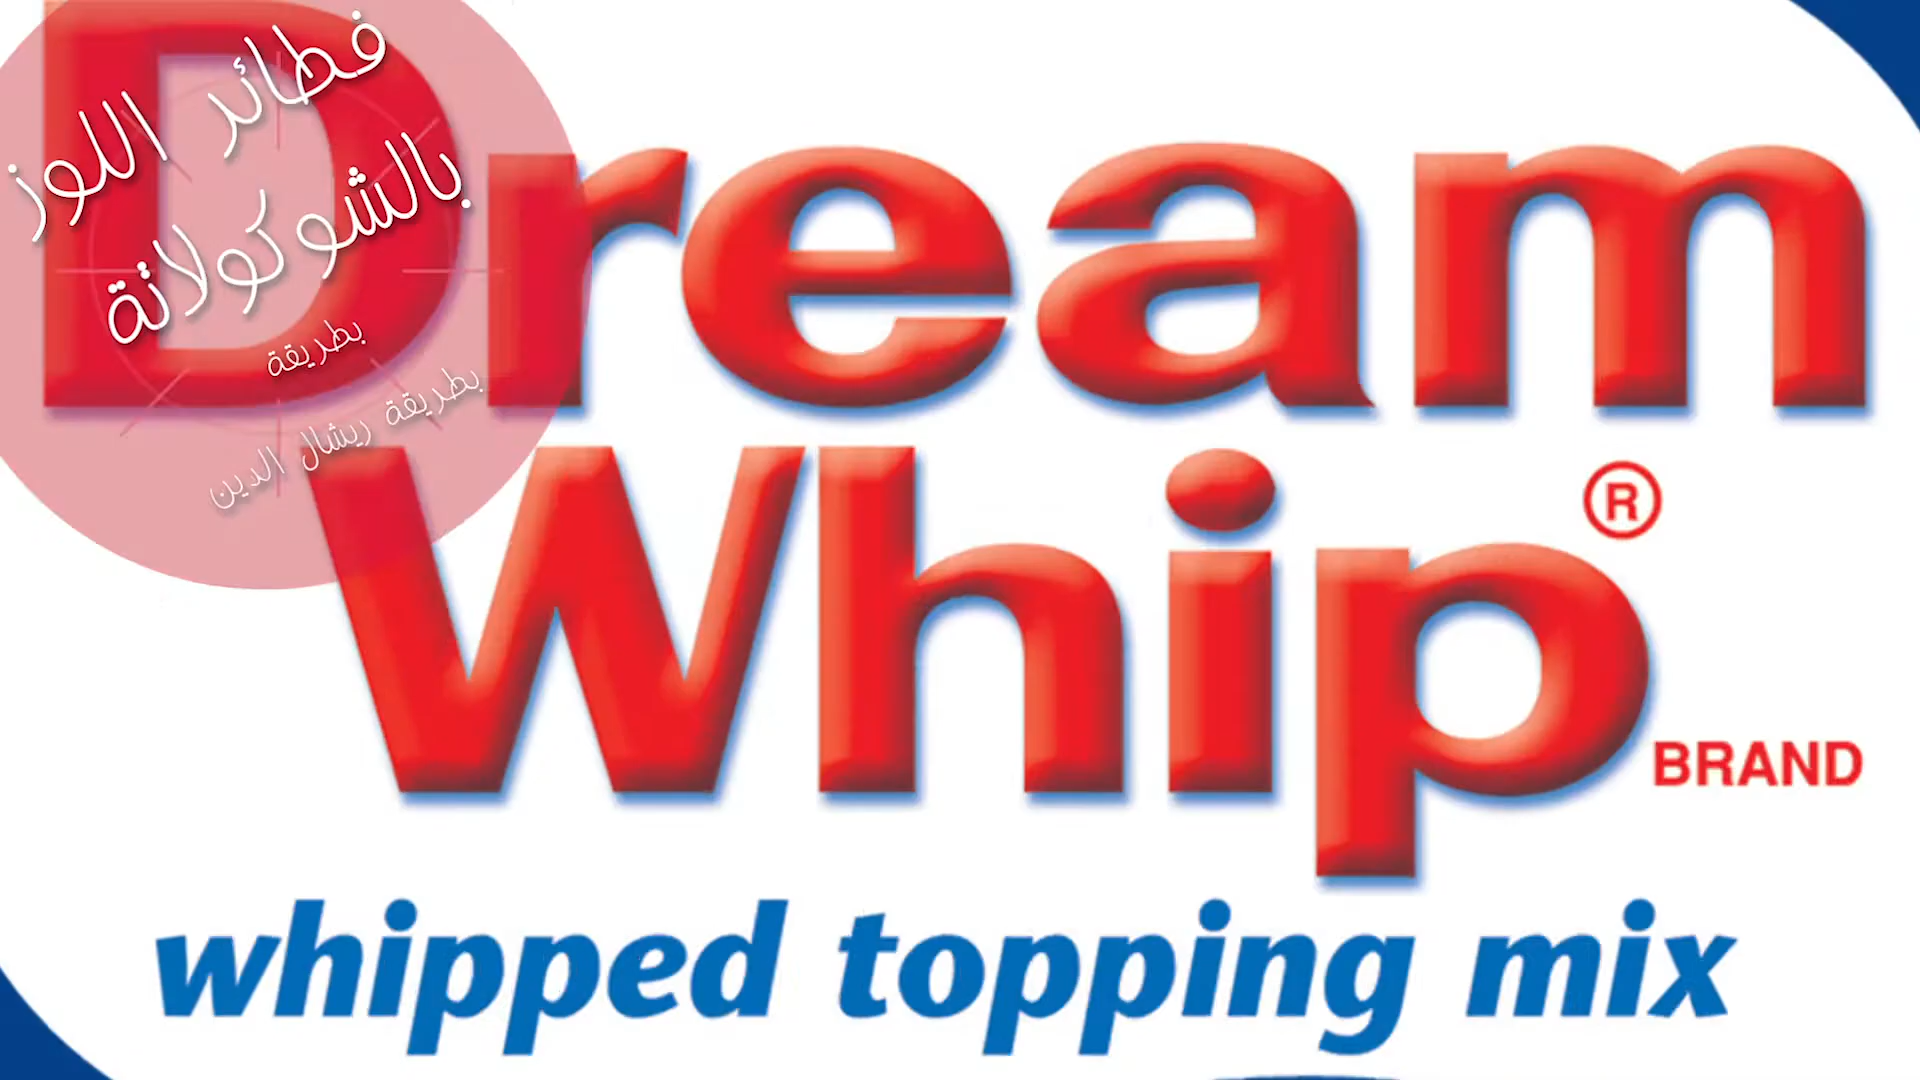 فطائر اللوز
بالشوكولاتة
بطريقة
بطريقة ريشال الدين
Dream
Whip®
BRAND
whipped topping mix